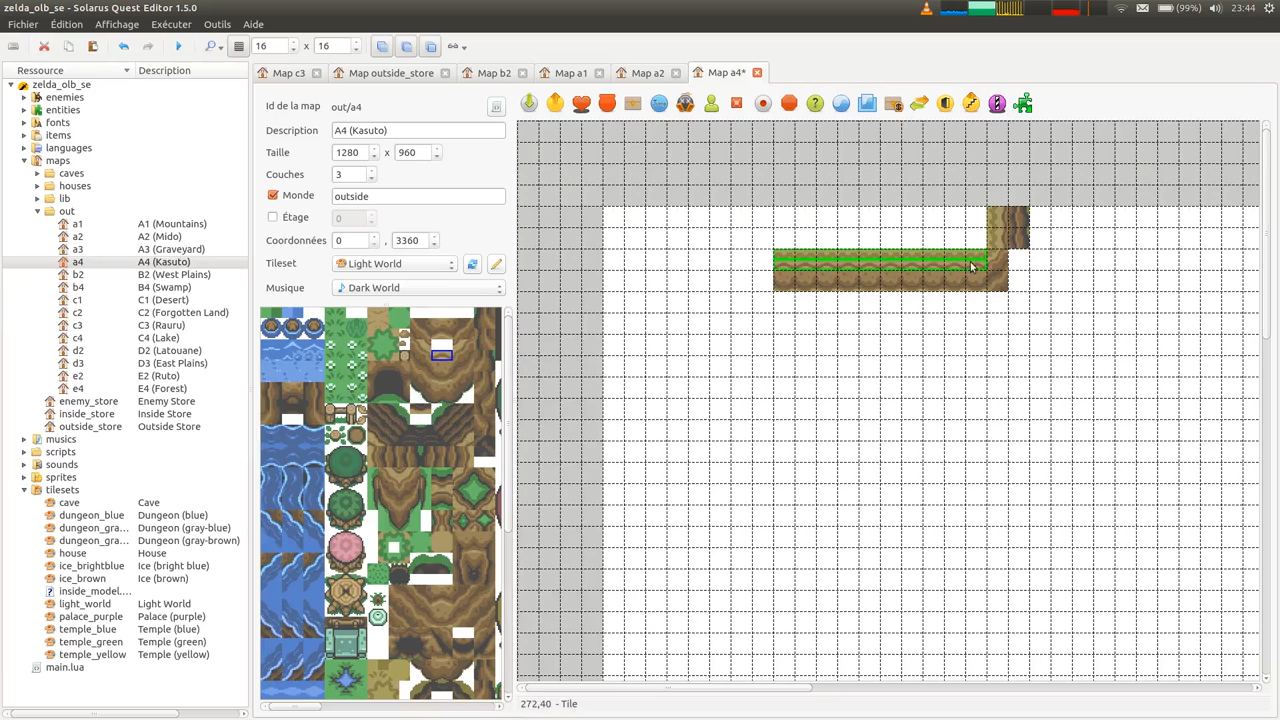 zelda_olb_se - Solarus Quest Editor 1.5.0
(99%)
23:44
Fichier Édition Affichage Exécuter Outils Aide
16 x 16
Ressource Description
Map c3 Map outside_store Map b2 Map a1 Map a2 Map a4*
zelda_olb_se
enemies
entities
fonts
items
languages
maps
caves
houses
lib
out
a1 A1 (Mountains)
a2 A2 (Mido)
a3 A3 (Graveyard)
a4 A4 (Kasuto)
b2 B2 (West Plains)
b4 B4 (Swamp)
c1 C1 (Desert)
c2 C2 (Forgotten Land)
c3 C3 (Rauru)
c4 C4 (Lake)
d2 D2 (Latouane)
d3 D3 (East Plains)
e2 E2 (Ruto)
e4 E4 (Forest)
enemy_store Enemy Store
inside_store Inside Store
outside_store Outside Store
musics
scripts
sounds
sprites
tilesets
cave Cave
dungeon_blue Dungeon (blue)
dungeon_gra... Dungeon (gray-blue)
dungeon_gra... Dungeon (gray-brown)
house House
ice_brightblue Ice (bright blue)
ice_brown Ice (brown)
inside_model....
light_world Light World
palace_purple Palace (purple)
temple_blue Temple (blue)
temple_green Temple (green)
temple_yellow Temple (yellow)
main.lua
Id de la map out/a4
Description A4 (Kasuto)
Taille 1280 x 960
Couches 3
Monde outside
Étage 0
Coordonnées 0 , 3360
Tileset Light World
Musique Dark World
272,40 - Tile